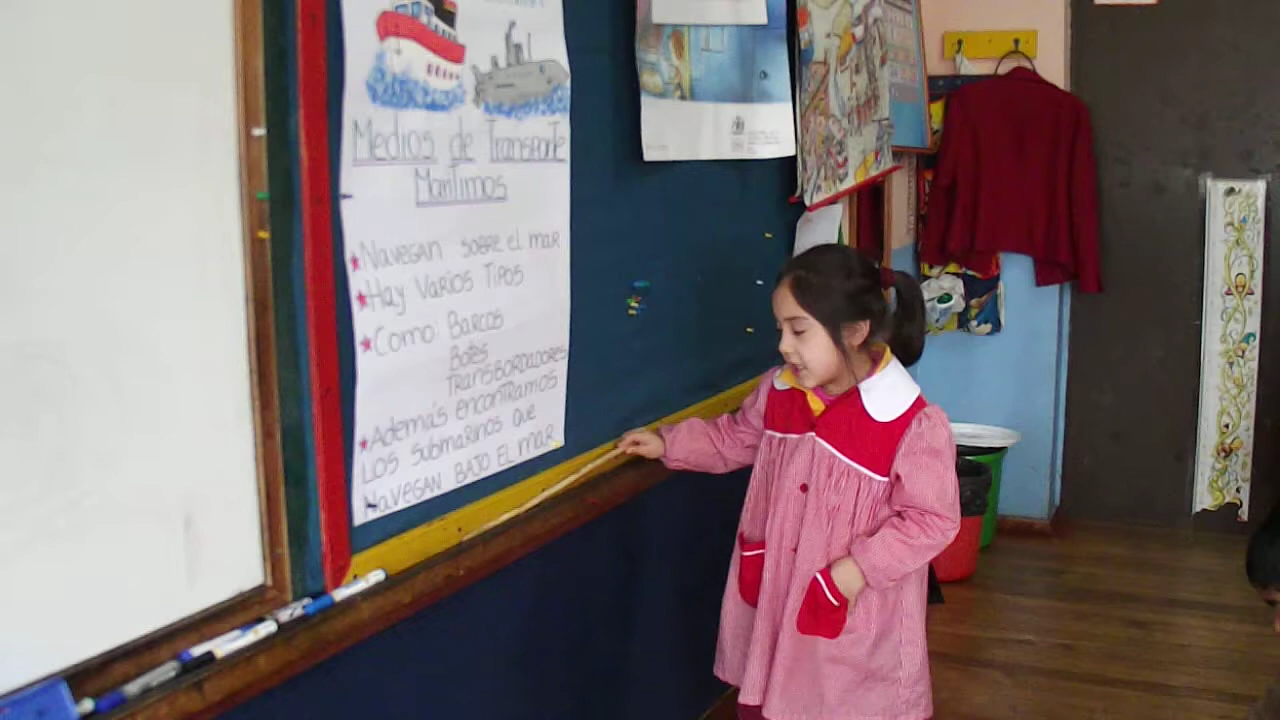 Medios de Transporte
Marítimos
Navegan sobre el mar
Hay varios tipos
Como: Barcos
Botes
Transbordadores
Además encontramos
los submarinos que
navegan bajo el mar